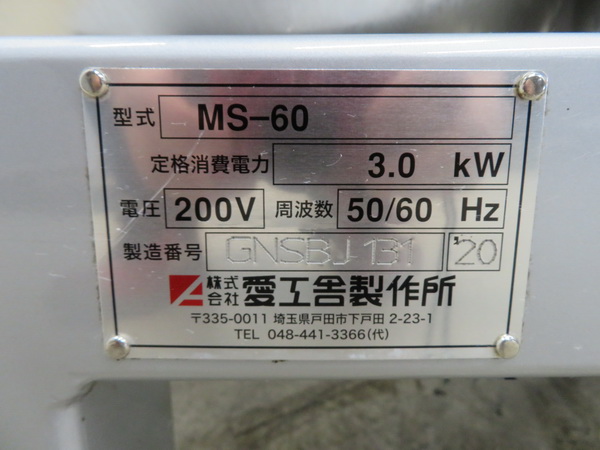 型式 MS-60
定格消費電力 3.0 kW
電圧 200V 周波数 50/60 Hz
製造番号 GNSBJ131 '20
株式会社 愛工舎製作所
〒335-0011 埼玉県戸田市下戸田 2-23-1
TEL 048-441-3366(代)